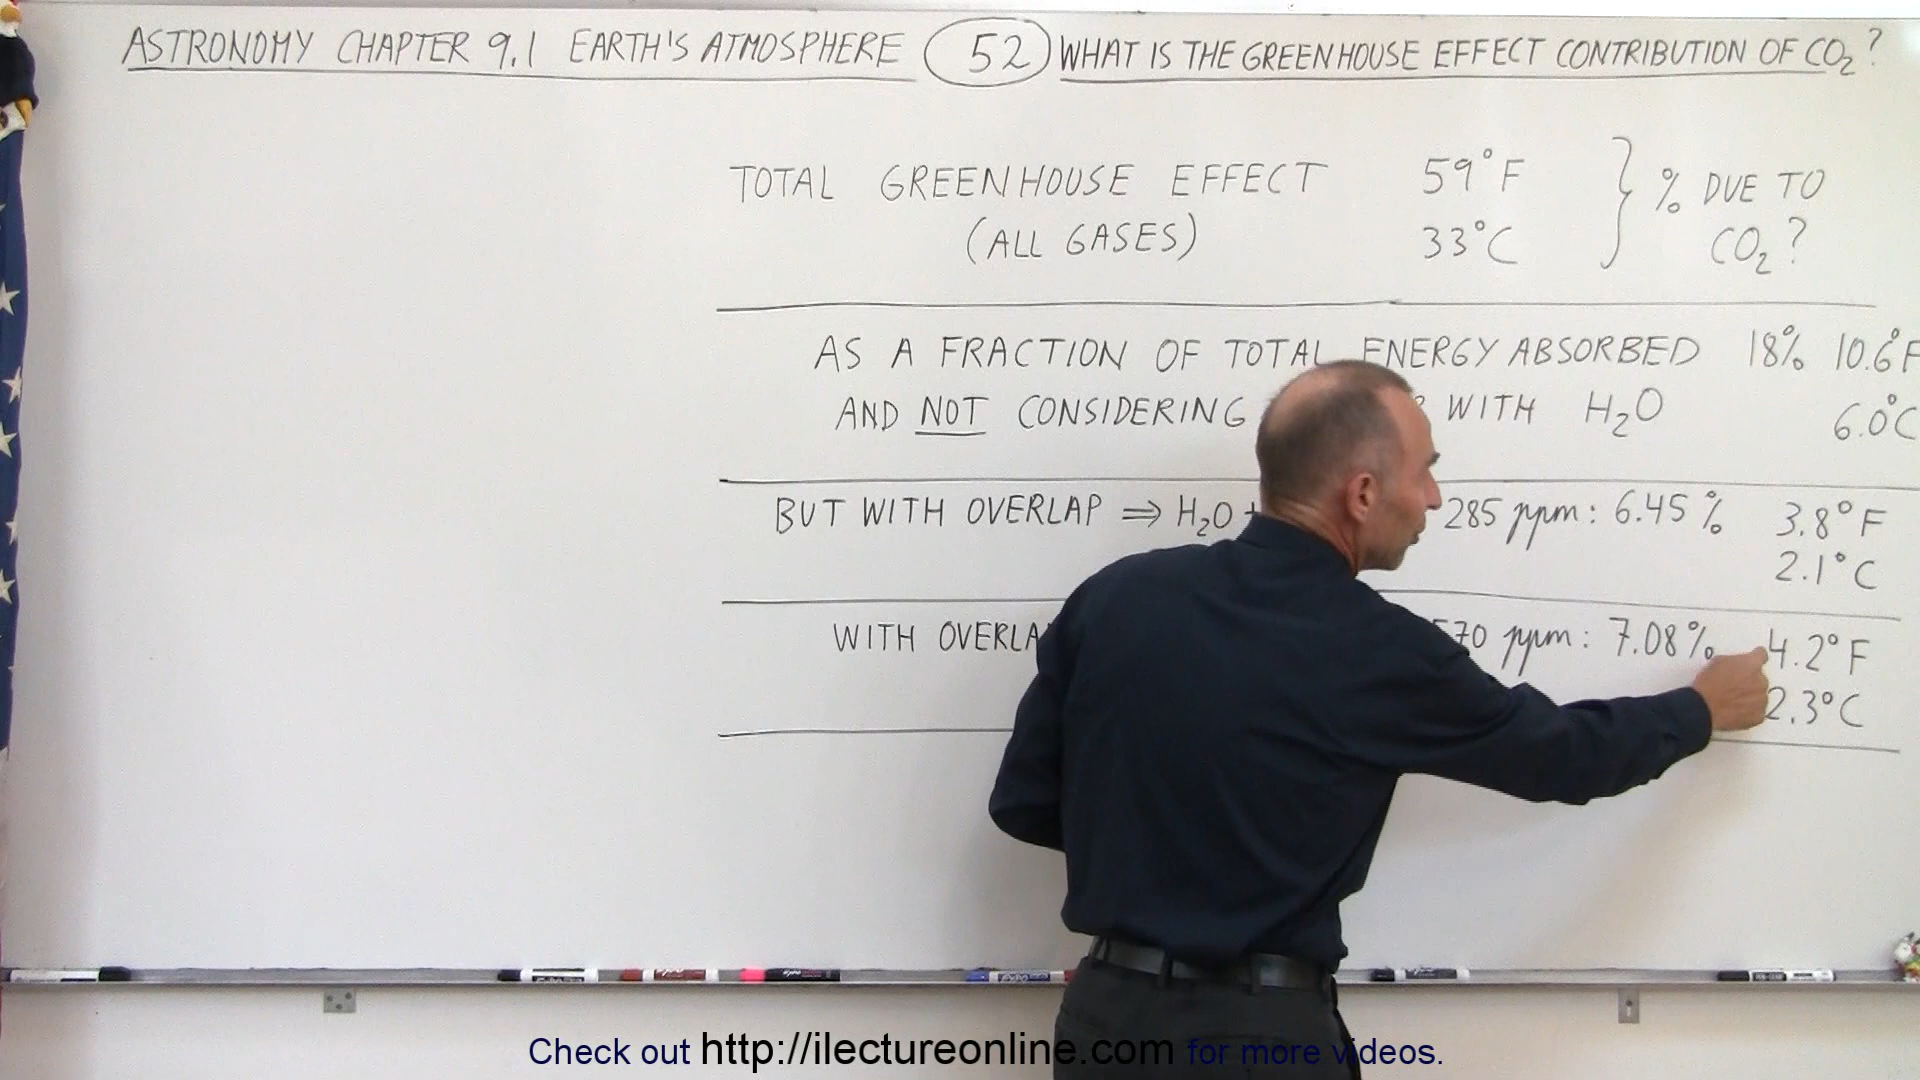 ASTRONOMY CHAPTER 9.1 EARTH'S ATMOSPHERE 52 WHAT IS THE GREENHOUSE EFFECT CONTRIBUTION OF CO₂?
TOTAL GREENHOUSE EFFECT 59°F } % DUE TO
(ALL GASES) 33°C CO₂?
AS A FRACTION OF TOTAL ENERGY ABSORBED 18% 10.6°F
AND NOT CONSIDERING WITH H₂O 6.0°C
BUT WITH OVERLAP ⇒ H₂O + 285 ppm: 6.45% 3.8°F
2.1°C
WITH 570 ppm: 7.08% 4.2°F
2.3°C
Check out http://ilectureonline.com for more videos.